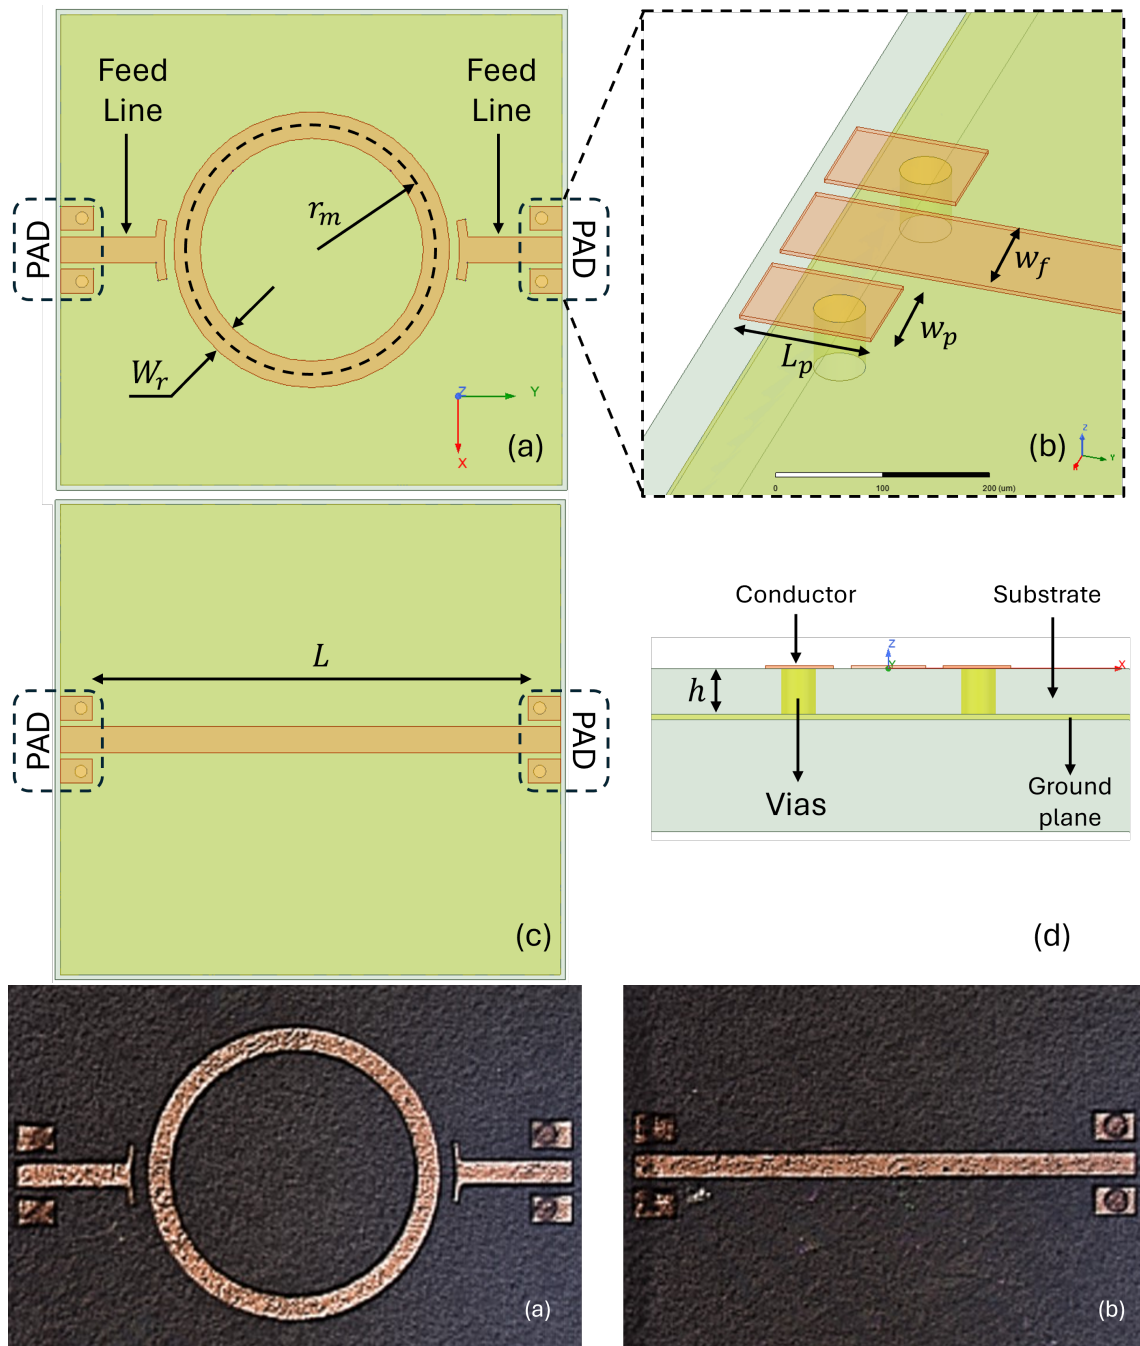 Feed
Line
Feed
Line
PAD
PAD
r_m
W_r
Z
Y
X
(a)
w_f
w_p
L_p
(b)
Z
Y
0
100
200 (um)
L
PAD
PAD
(c)
Conductor
Substrate
Z
Y
X
h
Vias
Ground
plane
(d)
(a)
(b)